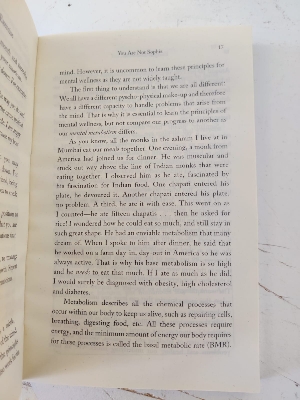 You Are Not Sophia
17
mind. However, it is uncommon to learn these principles for
mental wellness as they are not widely taught.
The first thing to understand is that we are all different!
We all have a different psycho-physical make-up and therefore
have a different capacity to handle problems that arise from
the mind. That is why it is essential to learn the principles of
mental wellness, but not compare our progress to another as
our mental metabolism differs.
As you know, all the monks in the ashram I live at in
Mumbai eat our meals together. One evening, a monk from
America had joined us for dinner. He was muscular and
stuck out way above the line of Indian monks that were
eating together. I observed him as he ate, fascinated by
his fascination for Indian food. One chapati entered his
plate, he devoured it. Another chapati entered his plate:
no problem. A third, he ate it with ease. This went on as
I counted—he ate fifteen chapatis . . . then he asked for
rice! I wondered how he could eat so much, and still stay in
such great shape. He had an enviable metabolism that many
dream of. When I spoke to him after dinner, he said that
he worked on a farm day in, day out in America so he was
always active. That is why his base metabolism is so high
and he needs to eat that much. If I ate as much as he did,
I would surely be diagnosed with obesity, high cholesterol
and diabetes.
Metabolism describes all the chemical processes that
occur within our body to keep us alive, such as repairing cells,
breathing, digesting food, etc. All these processes require
energy, and the minimum amount of energy our body requires
for these processes is called the basal metabolic rate (BMR).